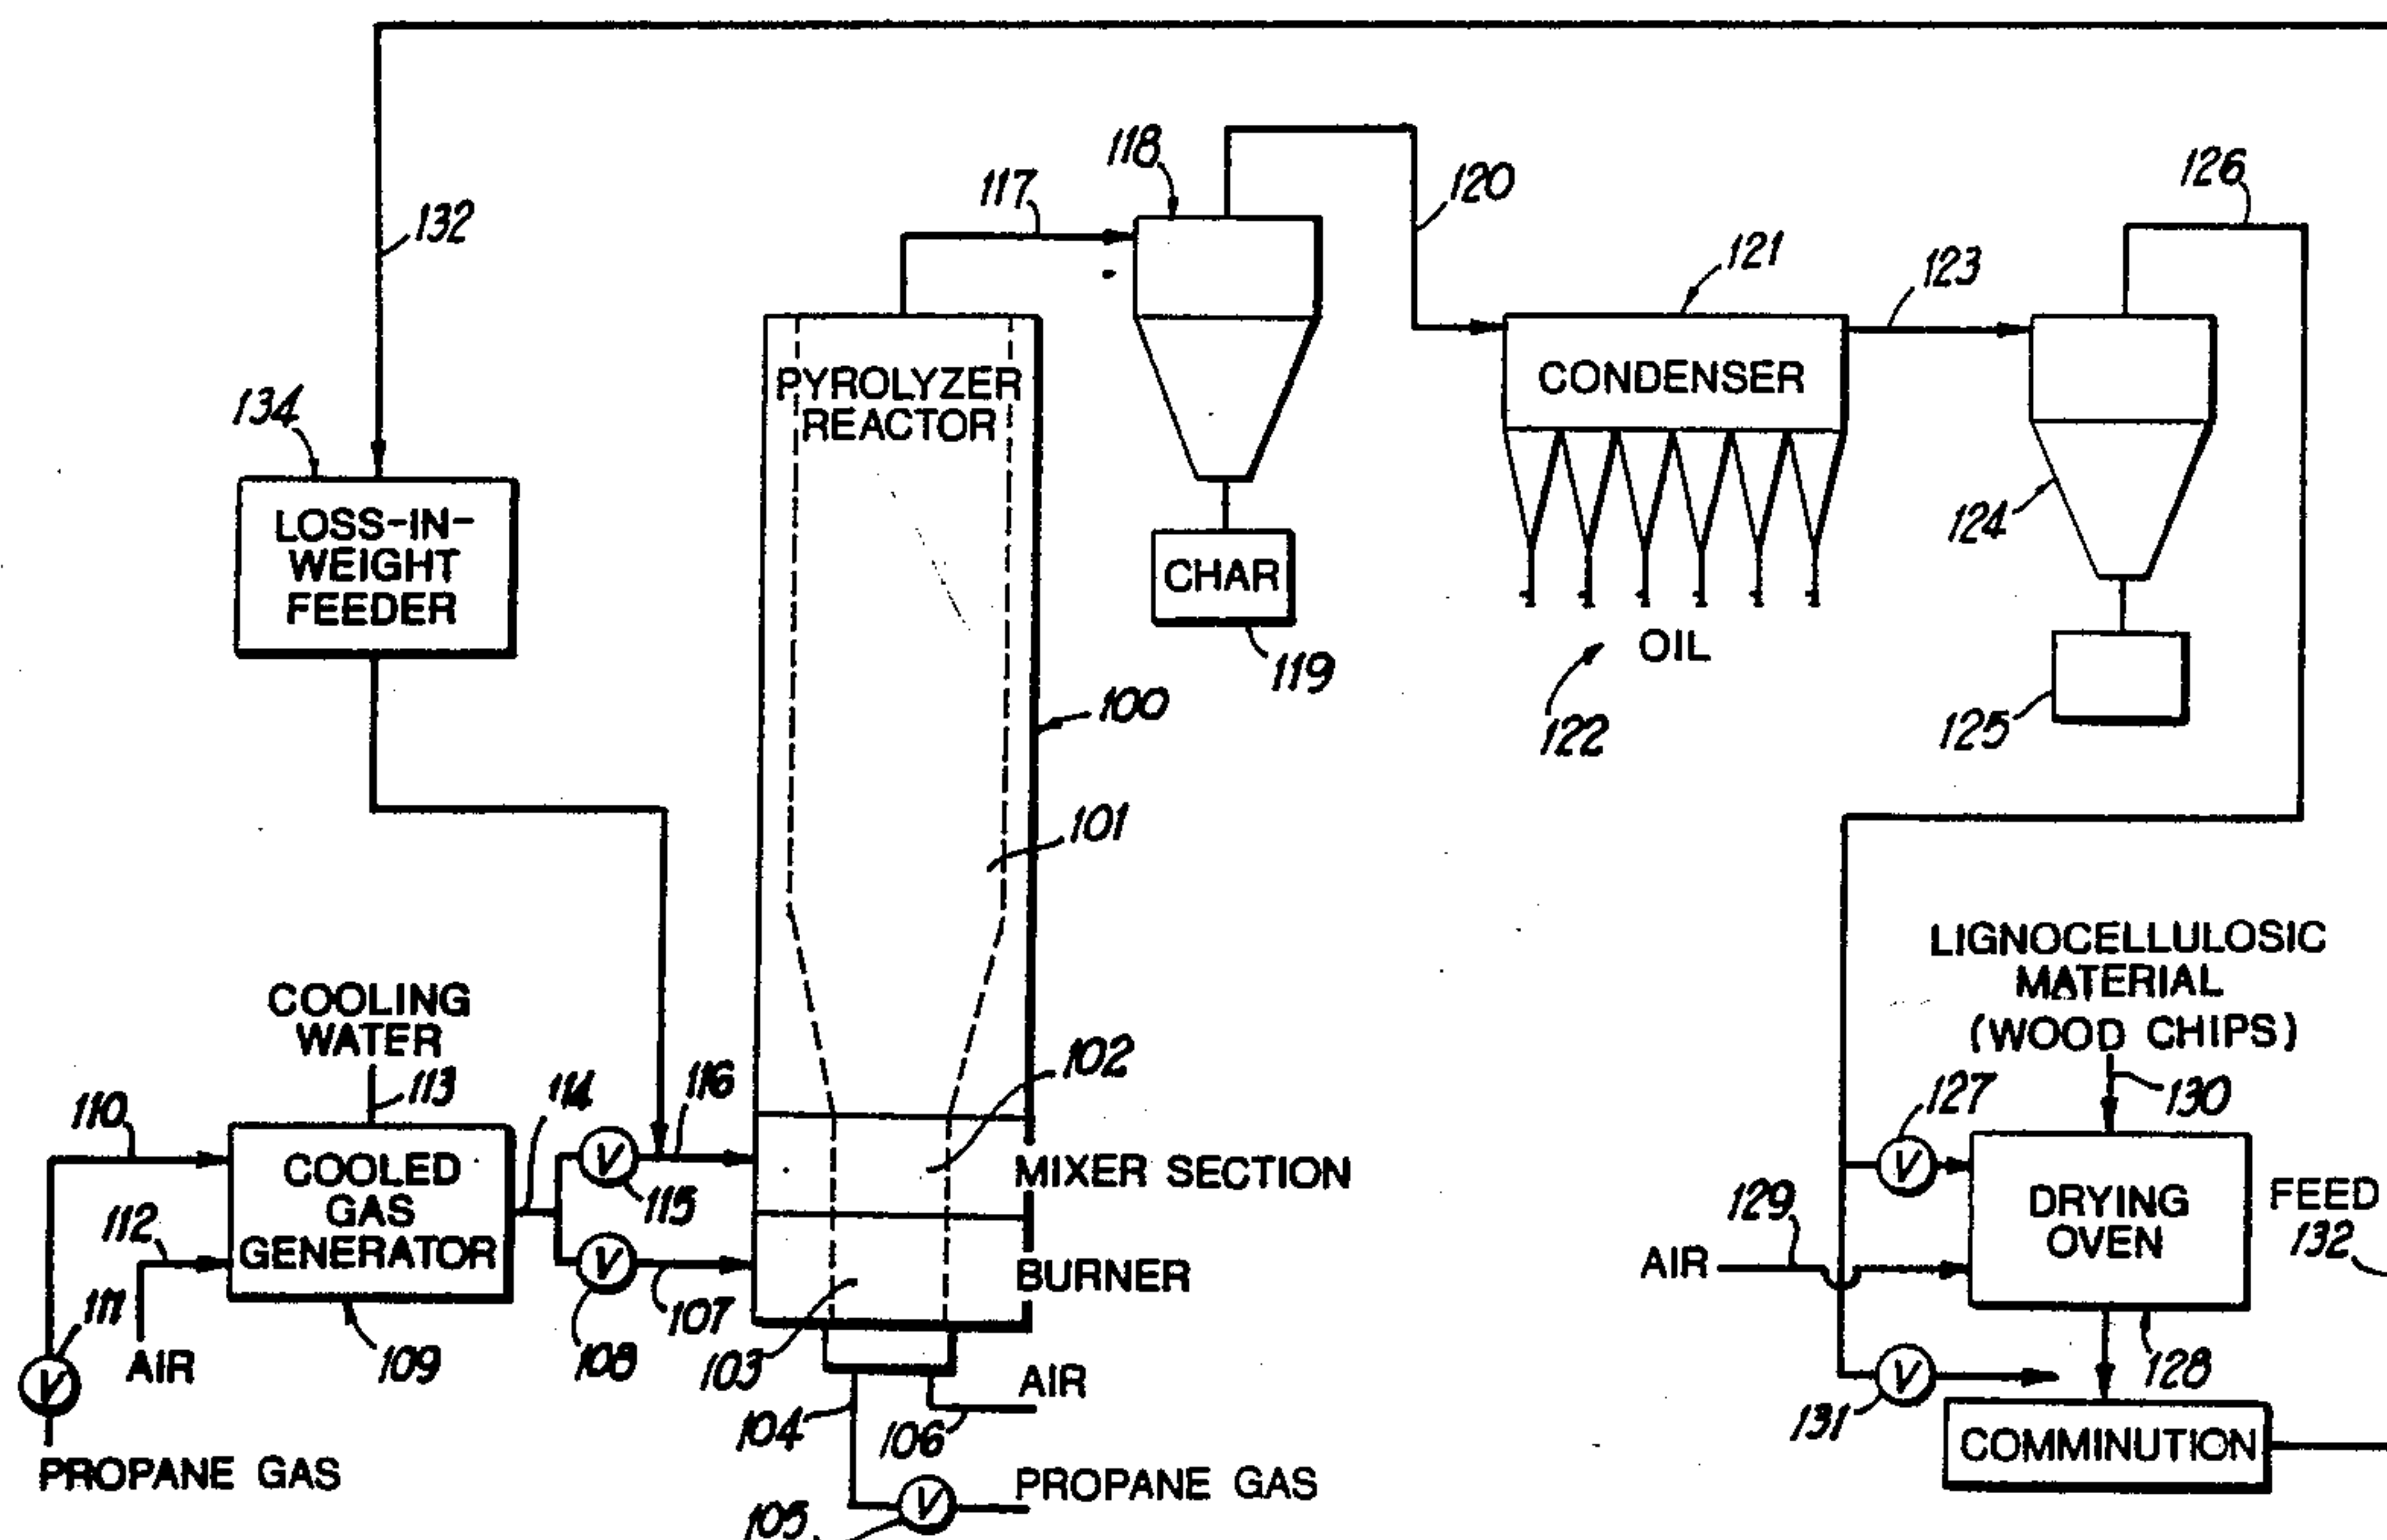 118
126
120
117
132
121
123
PYROLYZER
REACTOR
CONDENSER
134
LOSS-IN-
WEIGHT
FEEDER
124
CHAR
OIL
119
100
122
125
101
LIGNOCELLULOSIC
MATERIAL
(WOOD CHIPS)
COOLING
WATER
102
113
114
116
127
130
110
COOLED
GAS
GENERATOR
V
115
MIXER SECTION
V
DRYING
OVEN
FEED
132
129
AIR
112
V
107
BURNER
111
AIR
109
108
103
AIR
128
V
V
131
104
106
COMMINUTION
PROPANE GAS
PROPANE GAS
V
105